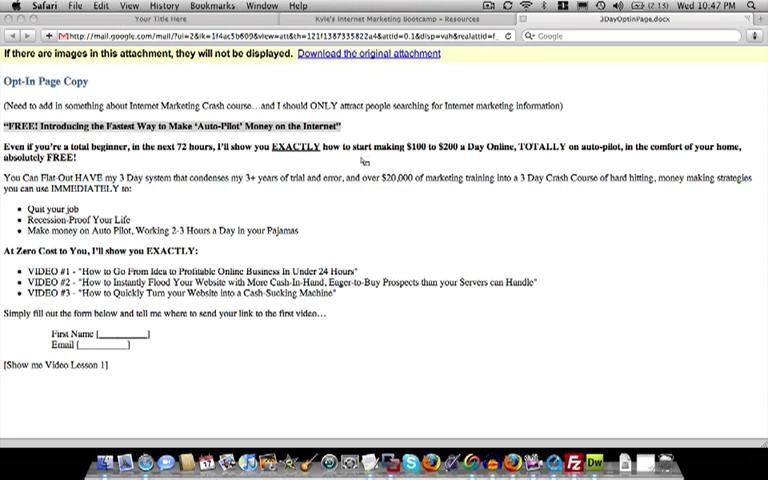 Safari File Edit View History Bookmarks Window Help (2:13) Wed 10:47 PM
Your Title Here Kyle's Internet Marketing Bootcamp - Resources 3DayOptinPage.docx
Google
If there are images in this attachment, they will not be displayed. Download the original attachment
Opt-In Page Copy
(Need to add in something about Internet Marketing Crash course…and I should ONLY attract people searching for Internet marketing information)
"FREE! Introducing the Fastest Way to Make 'Auto-Pilot' Money on the Internet"
Even if you're a total beginner, in the next 72 hours, I'll show you EXACTLY how to start making $100 to $200 a Day Online, TOTALLY on auto-pilot, in the comfort of your home,
absolutely FREE!
You Can Flat-Out HAVE my 3 Day system that condenses my 3+ years of trial and error, and over $20,000 of marketing training into a 3 Day Crash Course of hard hitting, money making strategies
you can use IMMEDIATELY to:
Quit your job
Recession-Proof Your Life
Make money on Auto Pilot, Working 2-3 Hours a Day in your Pajamas
At Zero Cost to You, I'll show you EXACTLY:
VIDEO #1 - "How to Go From Idea to Profitable Online Business In Under 24 Hours"
VIDEO #2 - "How to Instantly Flood Your Website with More Cash-In-Hand, Eager-to-Buy Prospects than your Servers can Handle"
VIDEO #3 - "How to Quickly Turn your Website into a Cash-Sucking Machine"
Simply fill out the form below and tell me where to send your link to the first video…
First Name [__________]
Email [__________]
[Show me Video Lesson 1]
17 Fz Dw